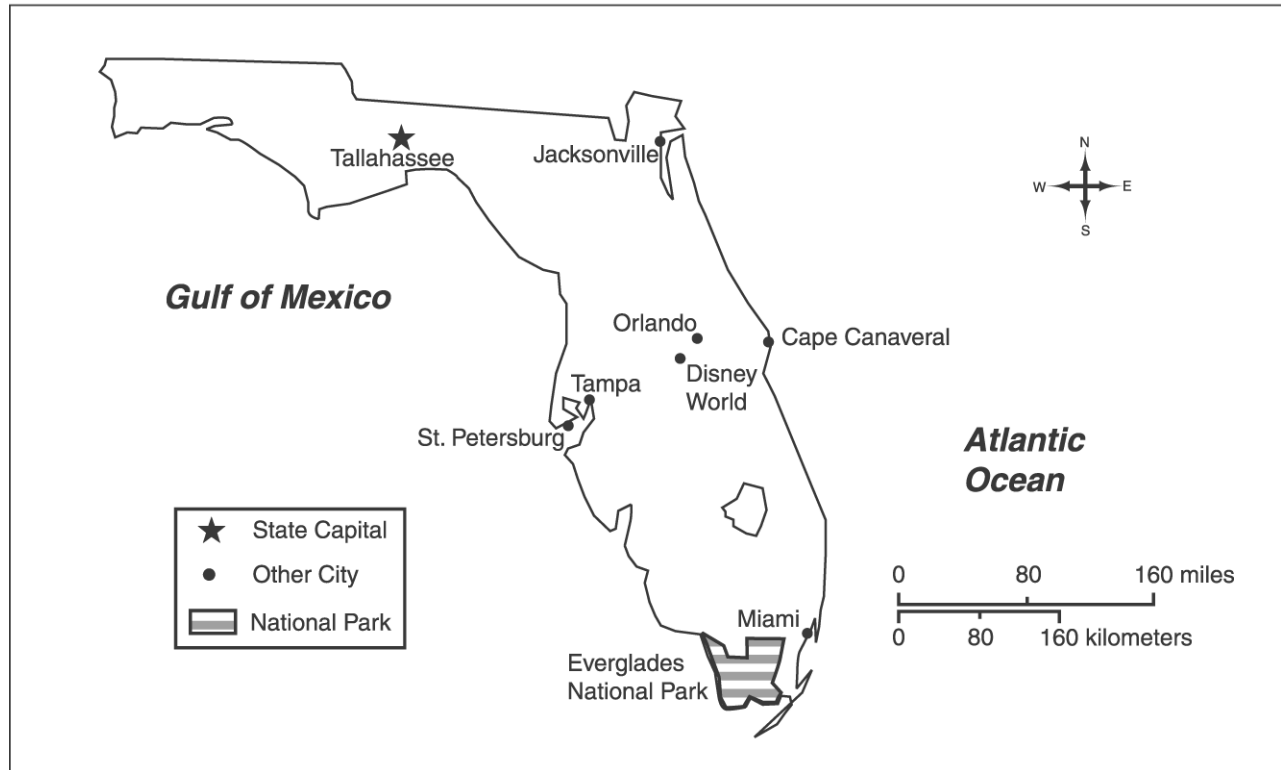 Tallahassee
Jacksonville
N
W
E
S
Gulf of Mexico
Orlando
Cape Canaveral
Disney
World
Tampa
St. Petersburg
Atlantic
Ocean
State Capital
Other City
National Park
0 80 160 miles
0 80 160 kilometers
Miami
Everglades
National Park